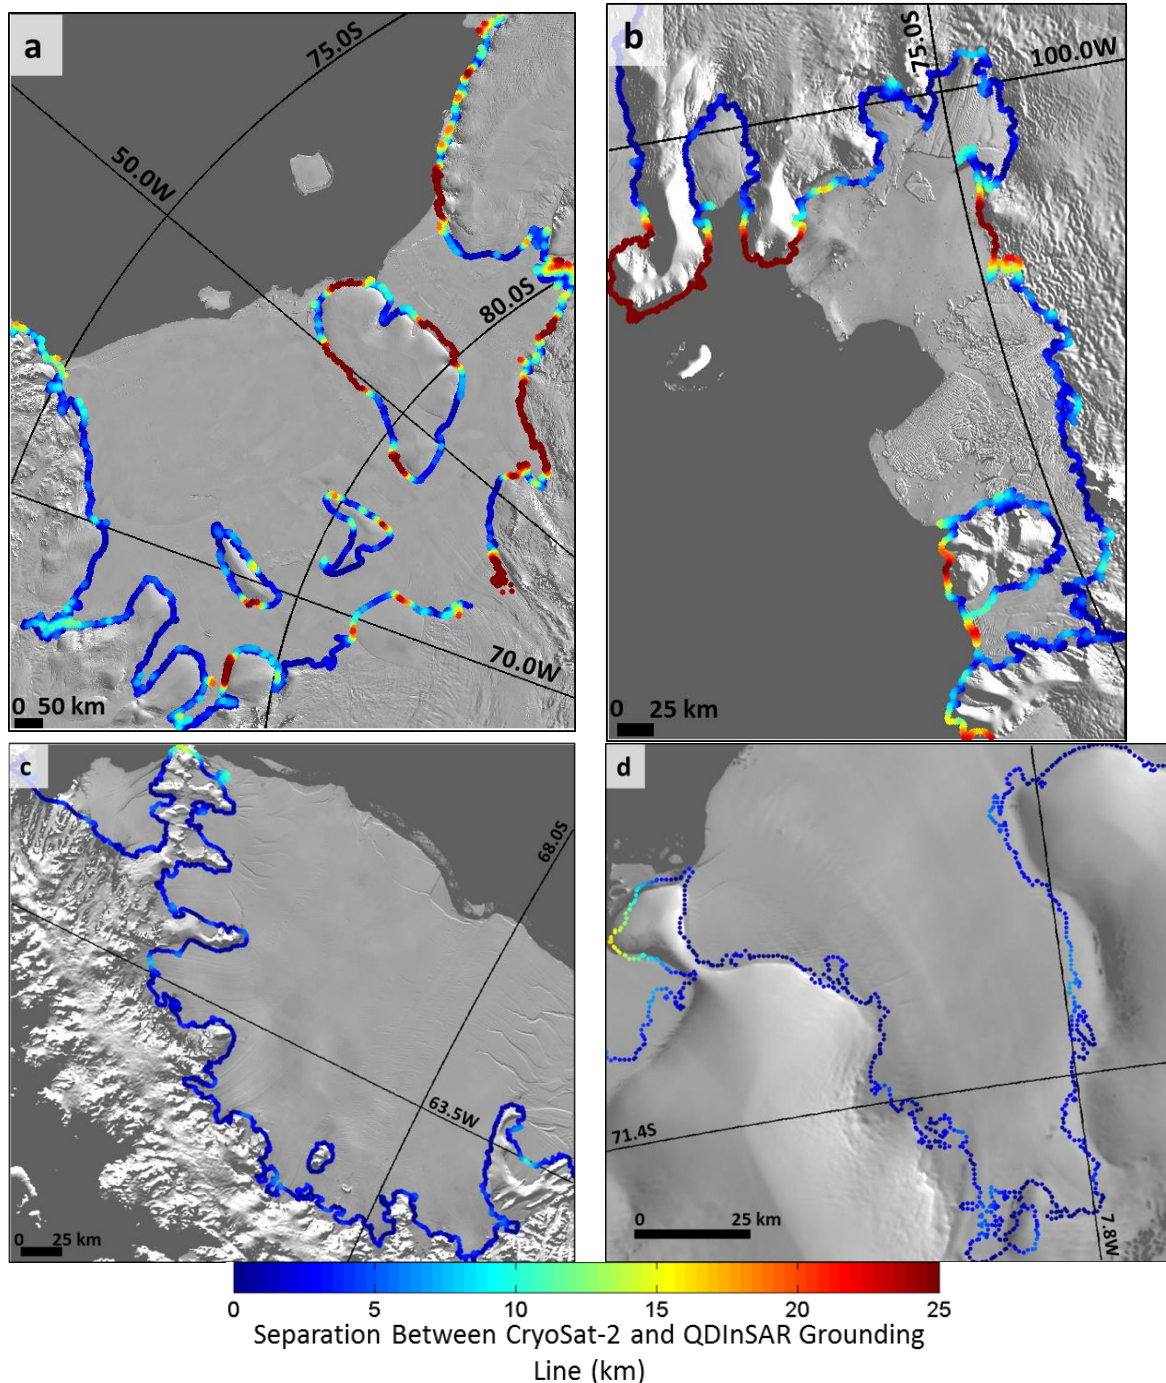 a
75.0S
50.0W
80.0S
70.0W
0 50 km
b
75.0S
100.0W
0 25 km
c
68.0S
63.5W
0 25 km
d
71.4S
7.8W
0 25 km
0 5 10 15 20 25
Separation Between CryoSat-2 and QDInSAR Grounding
Line (km)